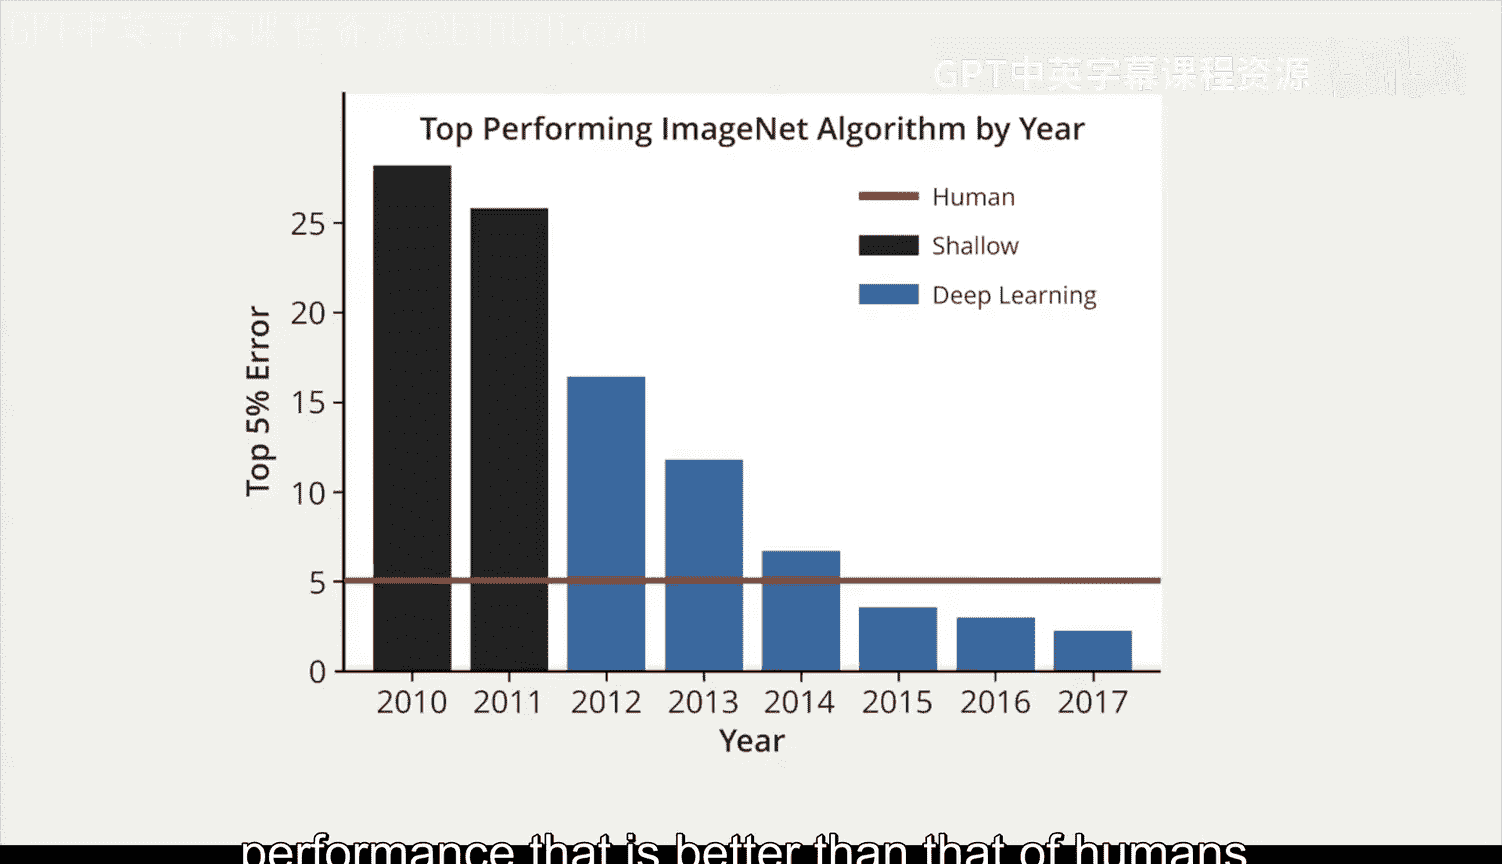 GPT中英字幕课程资源
Top Performing ImageNet Algorithm by Year
Human
Shallow
Deep Learning
Top 5% Error
25
20
15
10
5
0
2010 2011 2012 2013 2014 2015 2016 2017
Year
performance that is better than that of humans